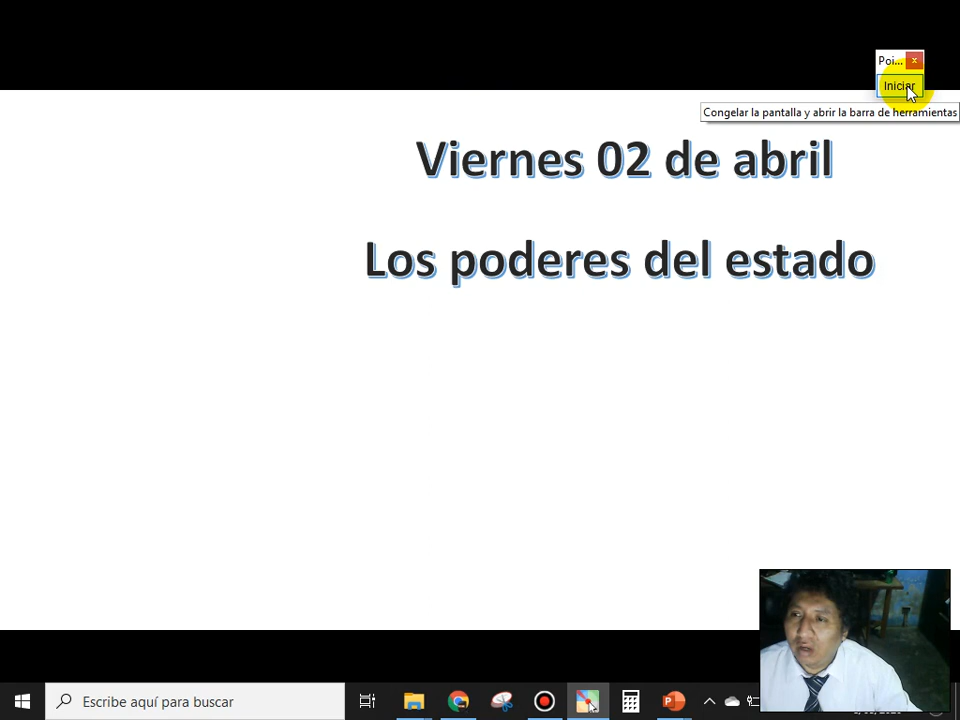 Poi...
Iniciar
Congelar la pantalla y abrir la barra de herramientas
Viernes 02 de abril
Los poderes del estado
Escribe aquí para buscar